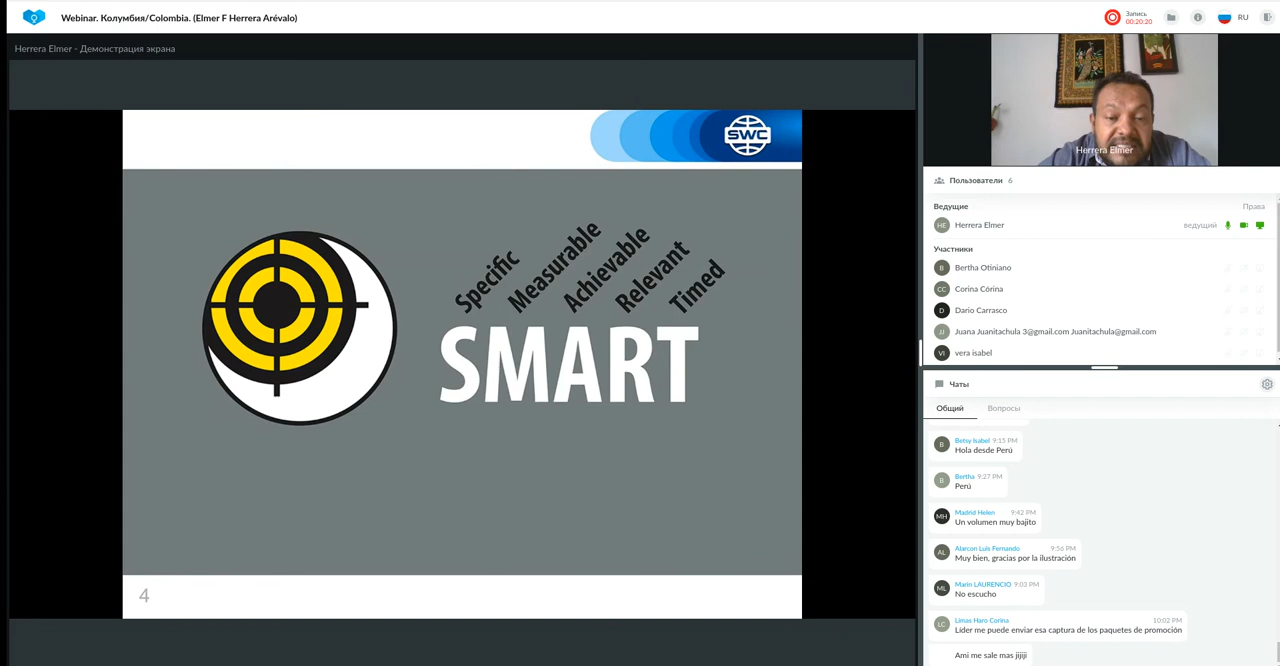 Webinar. Колумбия/Colombia. (Elmer F Herrera Arévalo)
Запись
00:20:20
RU
Herrera Elmer - Демонстрация экрана
SWC
Specific
Measurable
Achievable
Relevant
Timed
SMART
4
Herrera Elmer
Пользователи 6
Ведущие Права
HE Herrera Elmer ведущий
Участники
B Bertha Otiniano
CC Corina Córina
D Dario Carrasco
JJ Juana Juanitachula 3@gmail.com Juanitachula@gmail.com
VI vera isabel
Чаты
Общий Вопросы
B Betsy Isabel 9:15 PM
Hola desde Perú
B Bertha 9:27 PM
Perú
MH Madrid Helen 9:42 PM
Un volumen muy bajito
AL Alarcon Luis Fernando 9:56 PM
Muy bien, gracias por la ilustración
ML Marin LAURENCIO 9:03 PM
No escucho
LC Limas Haro Corina 10:02 PM
Líder me puede enviar esa captura de los paquetes de promoción
Ami me sale mas jijiji